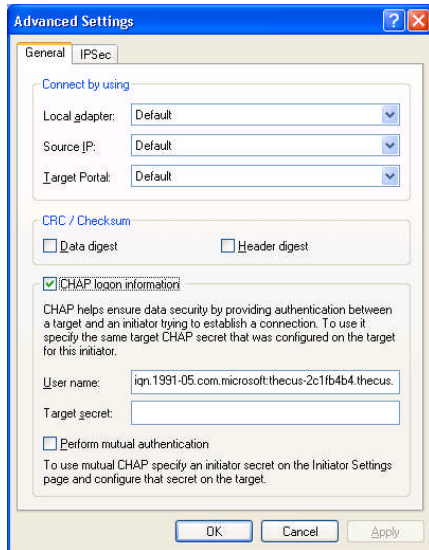 Advanced Settings
General IPSec
Connect by using
Local adapter: Default
Source IP: Default
Target Portal: Default
CRC / Checksum
Data digest Header digest
CHAP logon information
CHAP helps ensure data security by providing authentication between
a target and an initiator trying to establish a connection. To use it
specify the same target CHAP secret that was configured on the target
for this initiator.
User name: iqn.1991-05.com.microsoft:thecus-2c1fb4b4.thecus.
Target secret:
Perform mutual authentication
To use mutual CHAP specify an initiator secret on the Initiator Settings
page and configure that secret on the target.
OK Cancel Apply